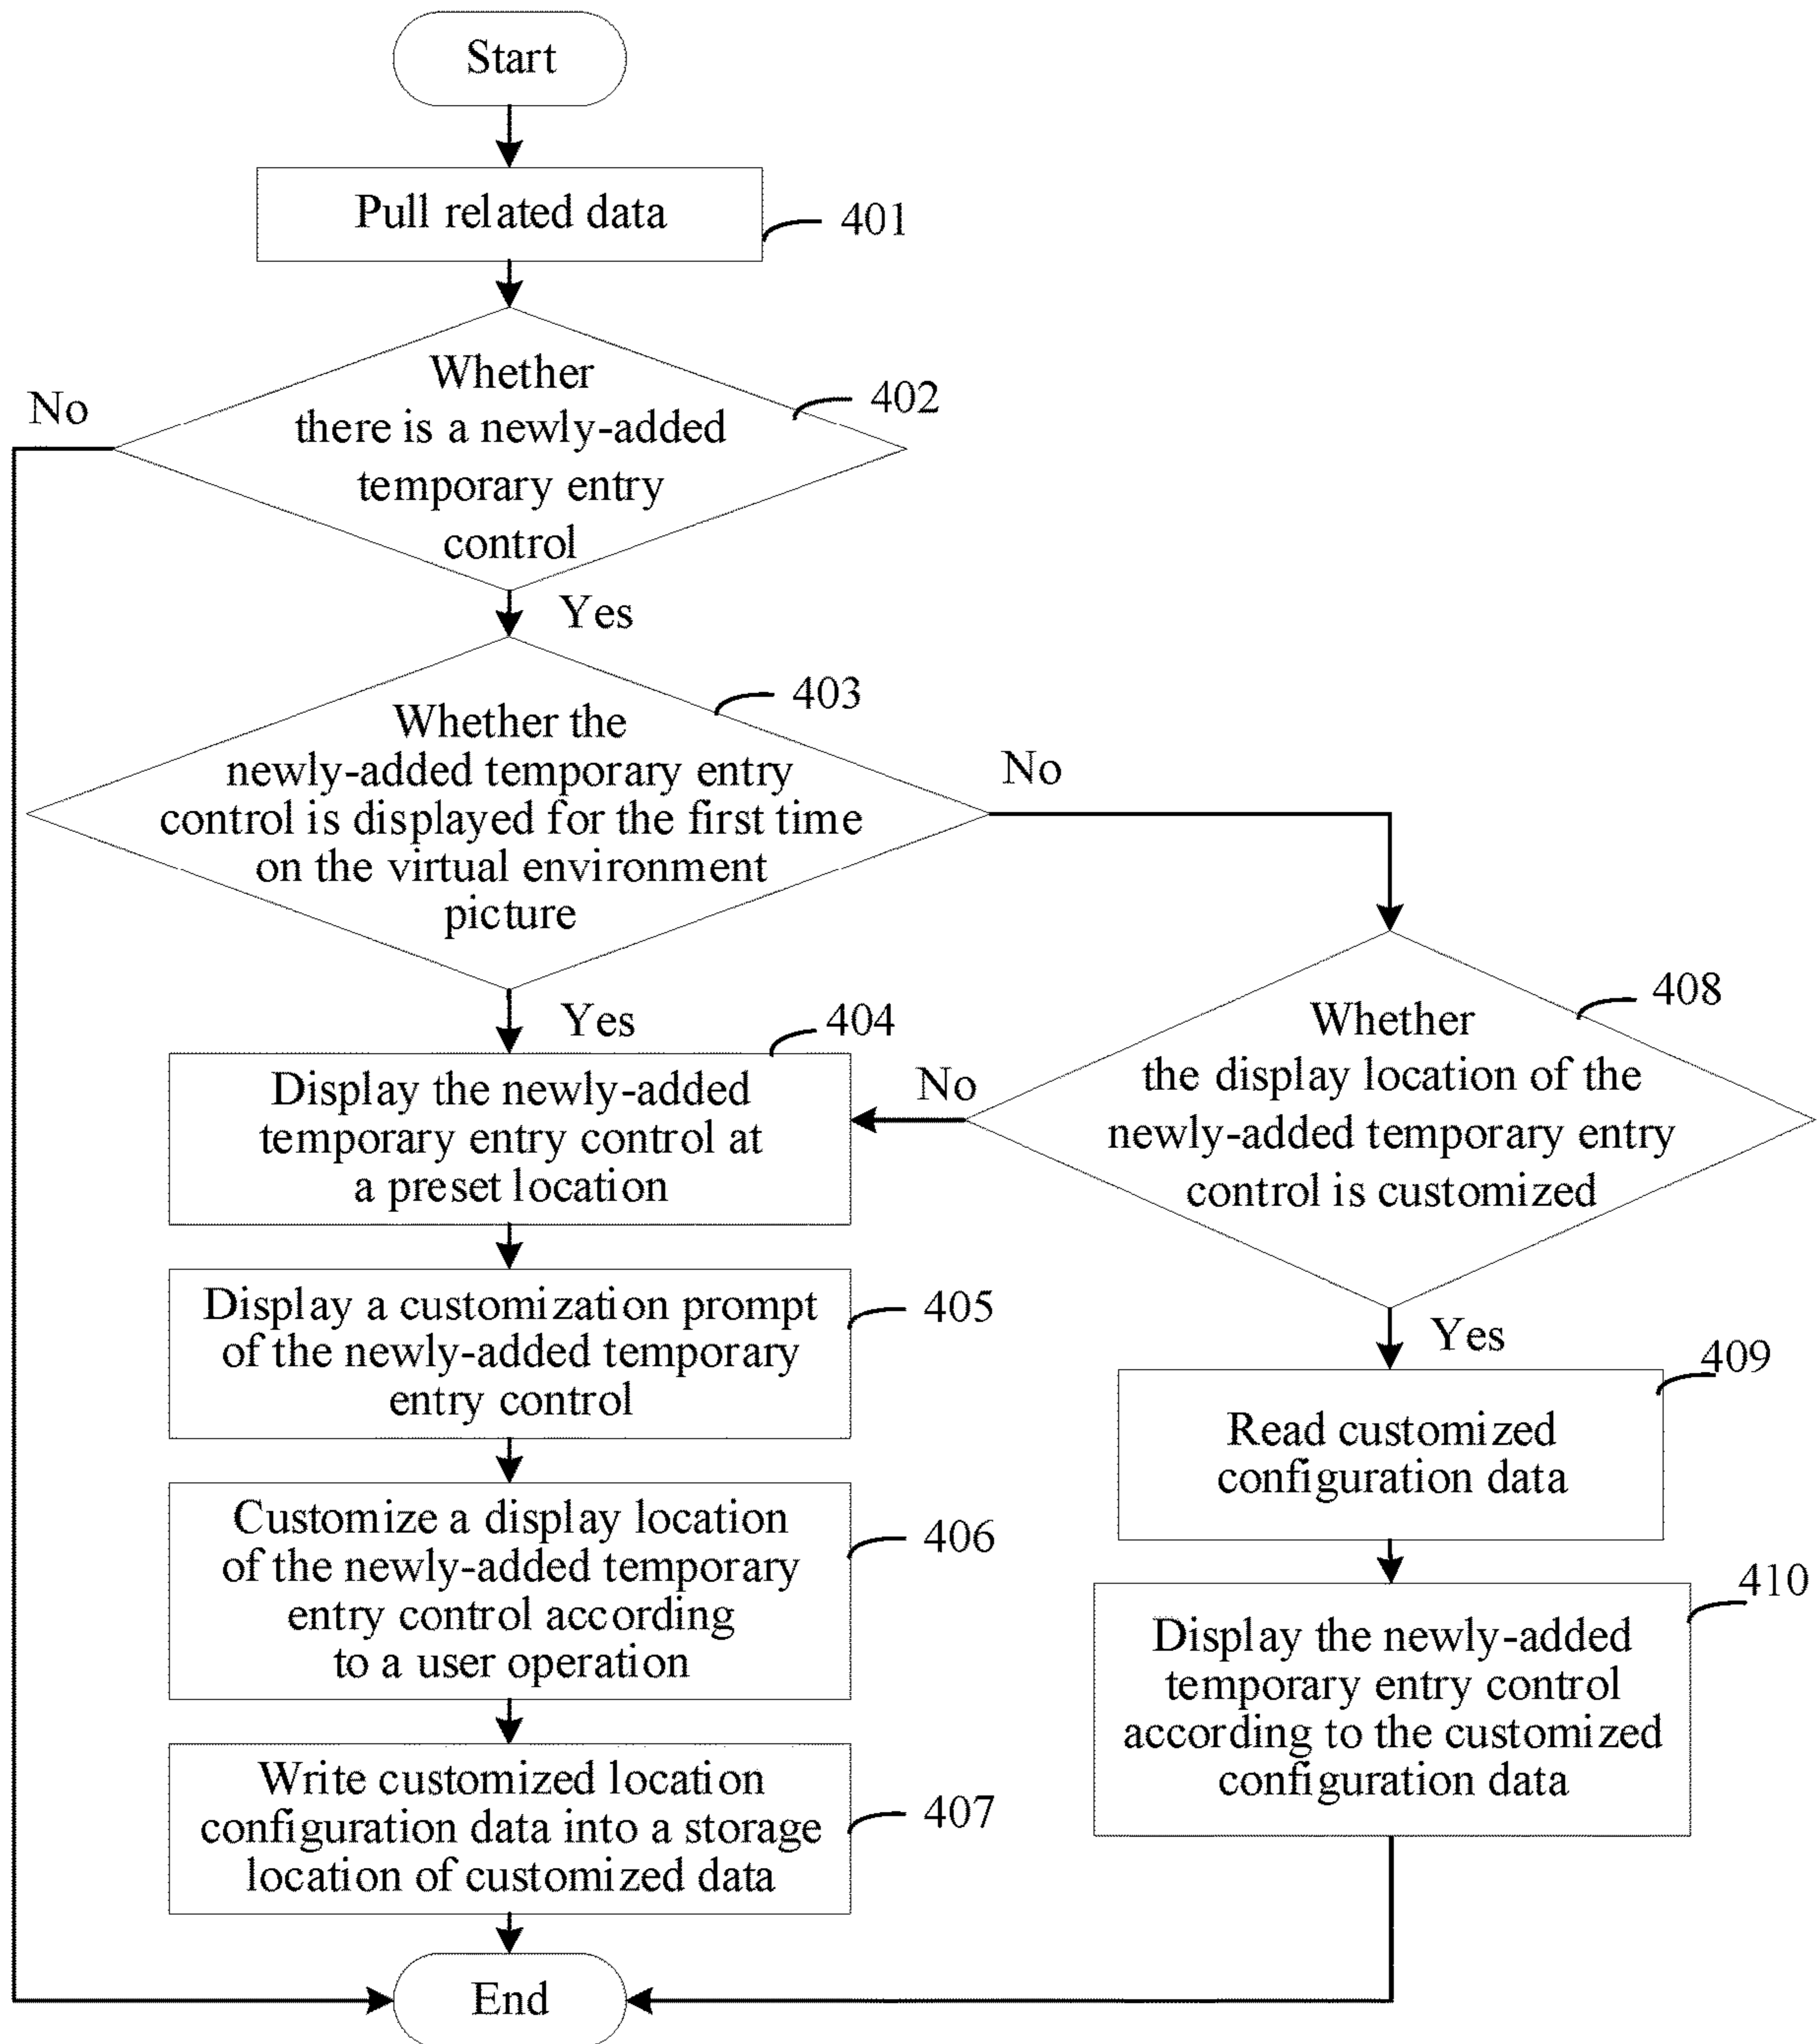 Start
Pull related data
401
Whether
there is a newly-added
temporary entry
control
402
No
Yes
403
Whether the
newly-added temporary entry
control is displayed for the first time
on the virtual environment
picture
No
Yes
404
Display the newly-added
temporary entry control at
a preset location
No
408
Whether
the display location of the
newly-added temporary entry
control is customized
Yes
Display a customization prompt
of the newly-added temporary
entry control
405
409
Read customized
configuration data
Customize a display location
of the newly-added temporary
entry control according
to a user operation
406
410
Display the newly-added
temporary entry control
according to the customized
configuration data
Write customized location
configuration data into a storage
location of customized data
407
End